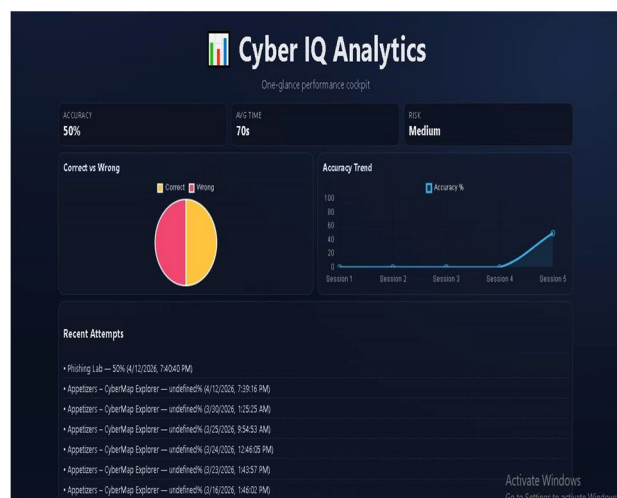 Cyber IQ Analytics
One-glance performance cockpit
ACCURACY
50%
AVG TIME
70s
RISK
Medium
Correct vs Wrong
Correct Wrong
Accuracy Trend
Accuracy %
100
80
60
40
20
0
Session 1 Session 2 Session 3 Session 4 Session 5
Recent Attempts
• Phishing Lab — 50% (4/12/2026, 7:40:40 PM)
• Appetizers – CyberMap Explorer — undefined% (4/12/2026, 7:39:16 PM)
• Appetizers – CyberMap Explorer — undefined% (3/30/2026, 1:25:25 AM)
• Appetizers – CyberMap Explorer — undefined% (3/25/2026, 9:54:53 AM)
• Appetizers – CyberMap Explorer — undefined% (3/24/2026, 12:46:05 PM)
• Appetizers – CyberMap Explorer — undefined% (3/23/2026, 1:43:57 PM)
• Appetizers – CyberMap Explorer — undefined% (3/16/2026, 1:46:02 PM)
Activate Windows
Go to Settings to activate Windows